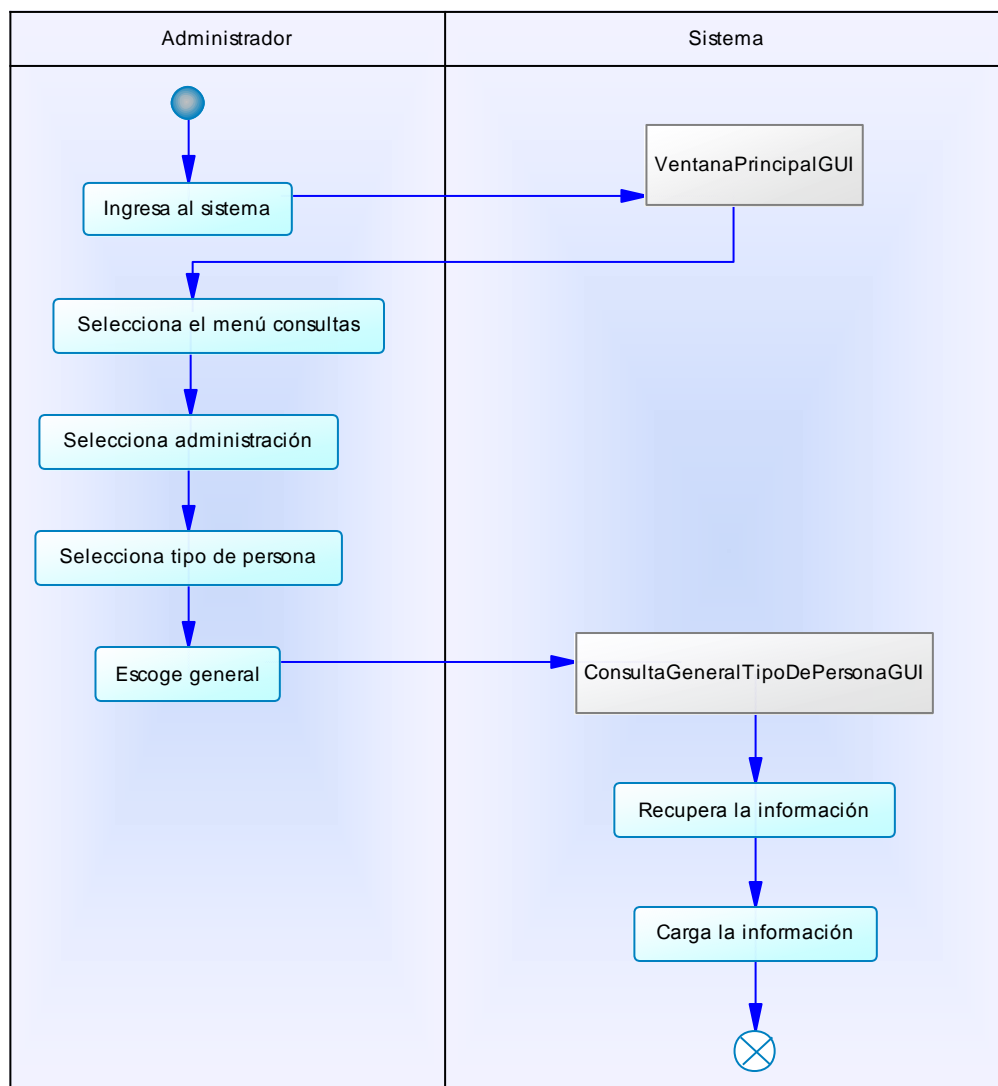 Administrador
Sistema
VentanaPrincipalGUI
Ingresa al sistema
Selecciona el menú consultas
Selecciona administración
Selecciona tipo de persona
Escoge general
ConsultaGeneralTipoDePersonaGUI
Recupera la información
Carga la información